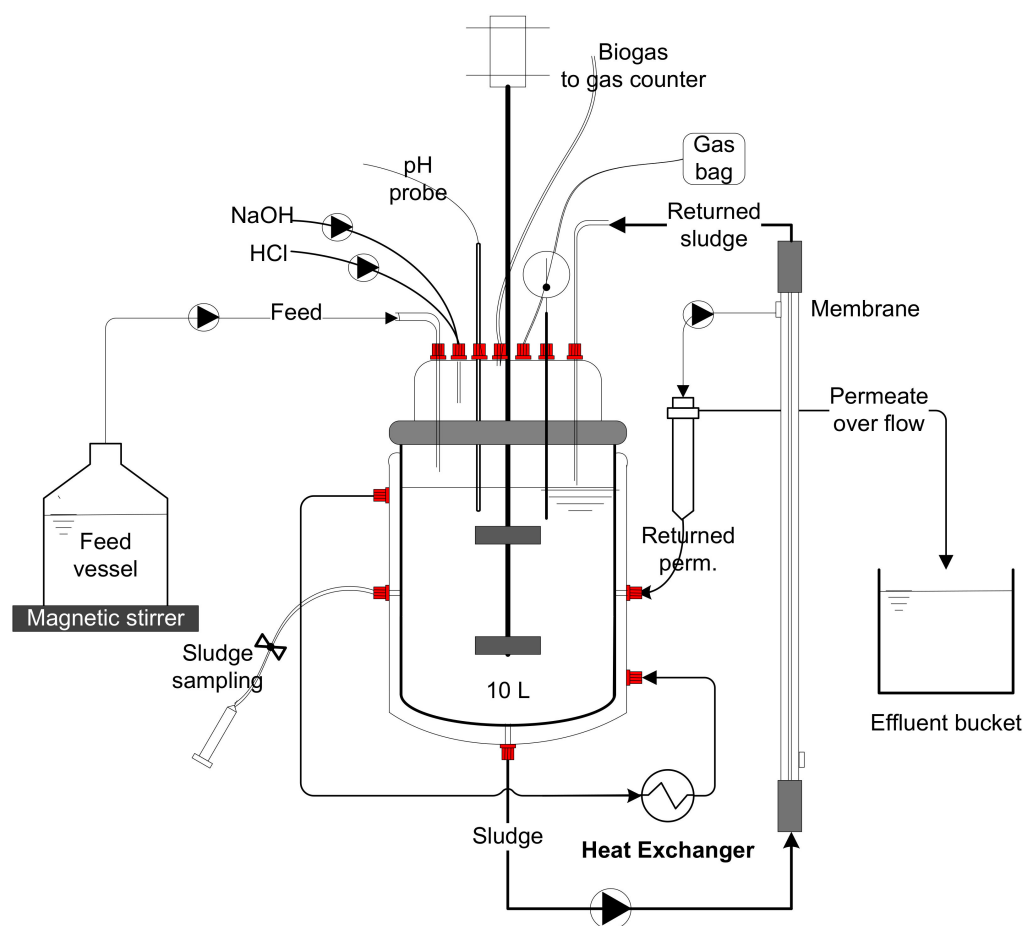 Biogas
to gas counter
Gas
bag
pH
probe
NaOH
HCl
Returned
sludge
Feed
Membrane
Permeate
over flow
Feed
vessel
Magnetic stirrer
Returned
perm.
Sludge
sampling
10 L
Effluent bucket
Sludge
Heat Exchanger